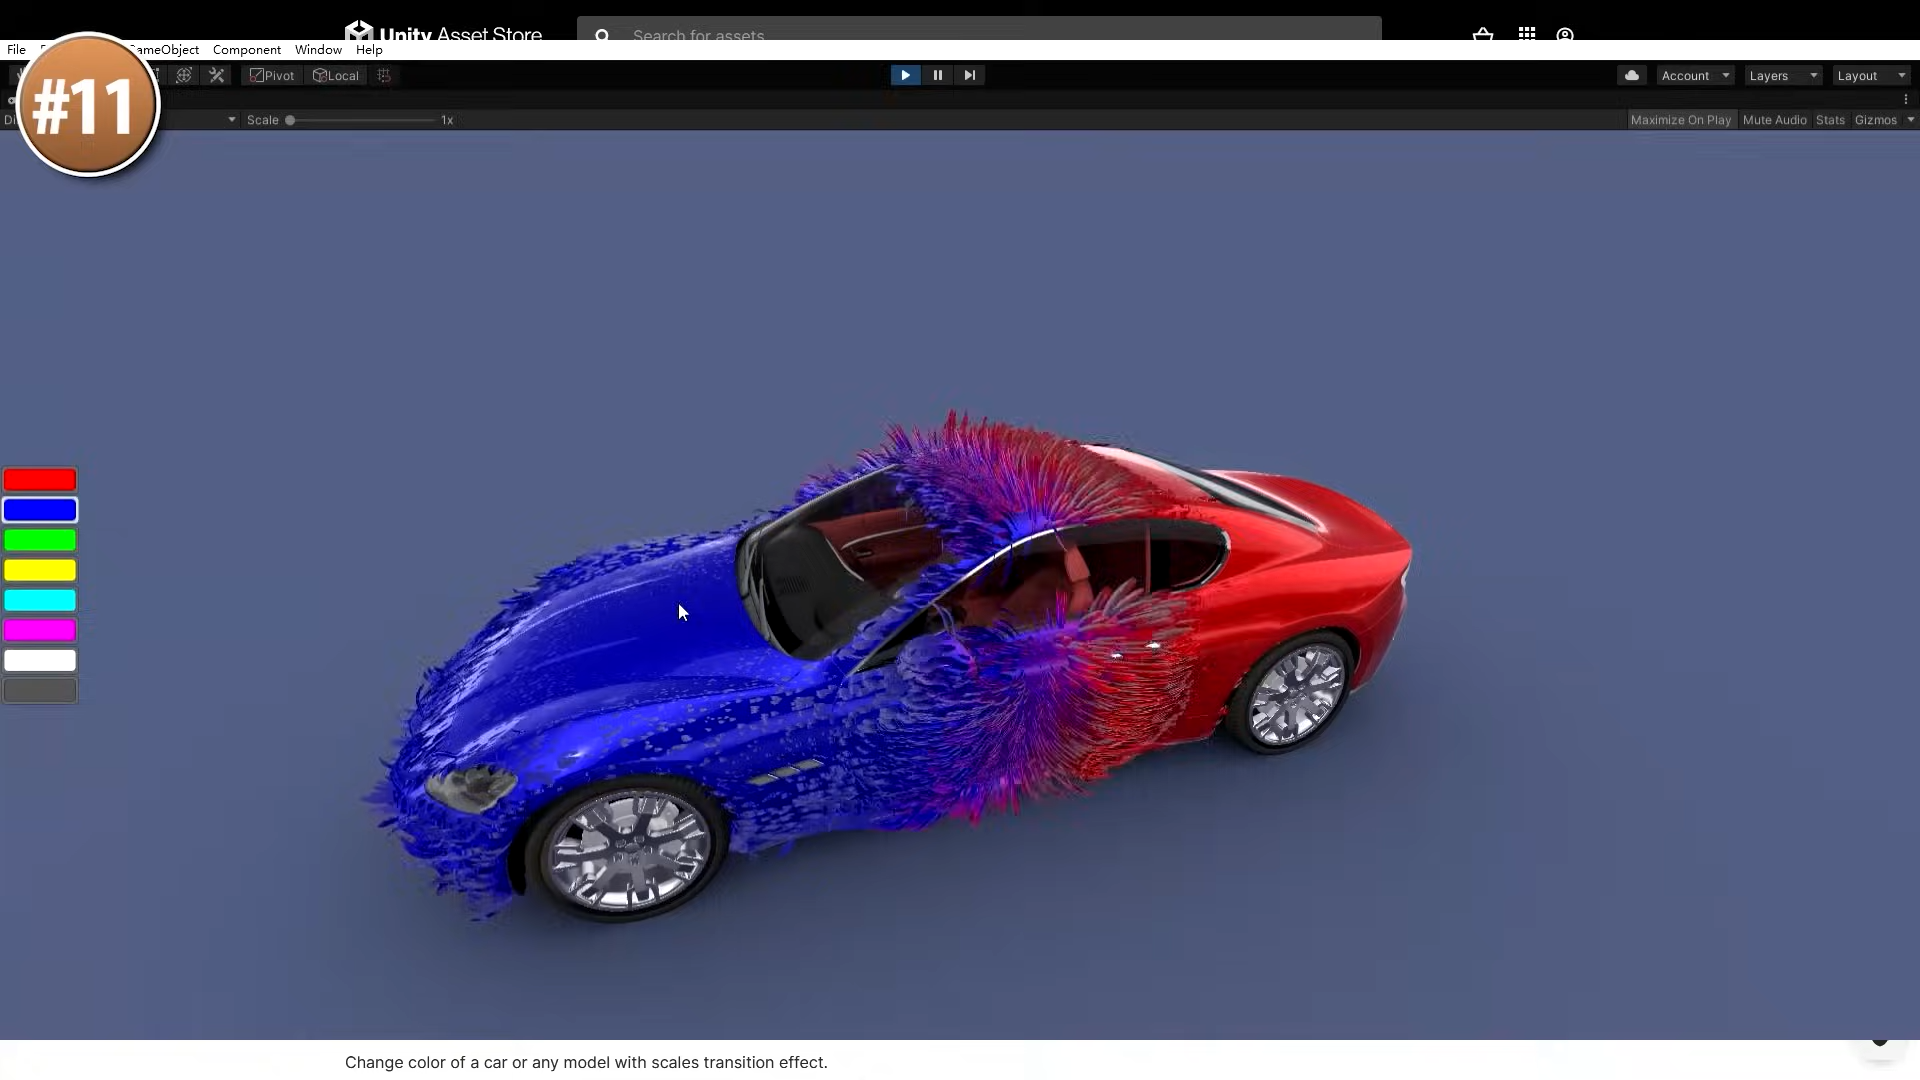 Unity Asset Store
Search for assets
File
GameObject Component Window Help
#11
Pivot
Local
Account
Layers
Layout
Scale
1x
Maximize On Play
Mute Audio
Stats
Gizmos
Change color of a car or any model with scales transition effect.